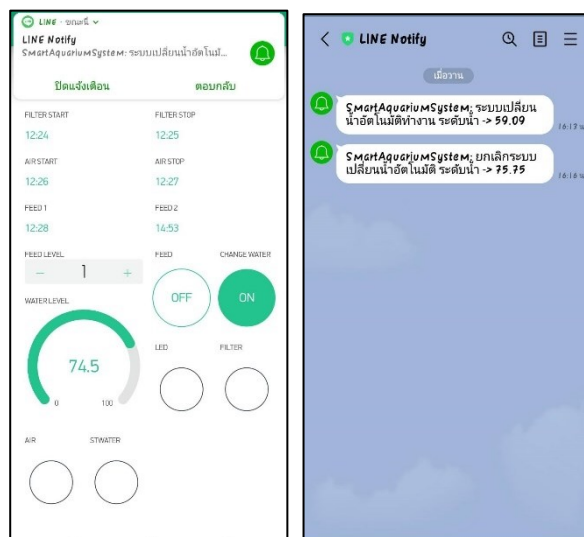 LINE · ขณะนี้
LINE Notify
SmartAquariumSystem: ระบบเปลี่ยนน้ำอัตโนมั...
ปิดแจ้งเตือน
ตอบกลับ
FILTER START
FILTER STOP
12:24
12:25
AIR START
AIR STOP
12:26
12:27
FEED 1
FEED 2
12:28
14:53
FEED LEVEL
FEED
CHANGE WATER
− 1 +
OFF
ON
WATER LEVEL
74.5
0
100
LED
FILTER
AIR
STWATER
LINE Notify
เมื่อวาน
SmartAquariumSystem: ระบบเปลี่ยน
น้ำอัตโนมัติทำงาน ระดับน้ำ -> 59.09
16:13 น
SmartAquariumSystem: ยกเลิกระบบ
เปลี่ยนน้ำอัตโนมัติ ระดับน้ำ -> 75.75
16:16 น